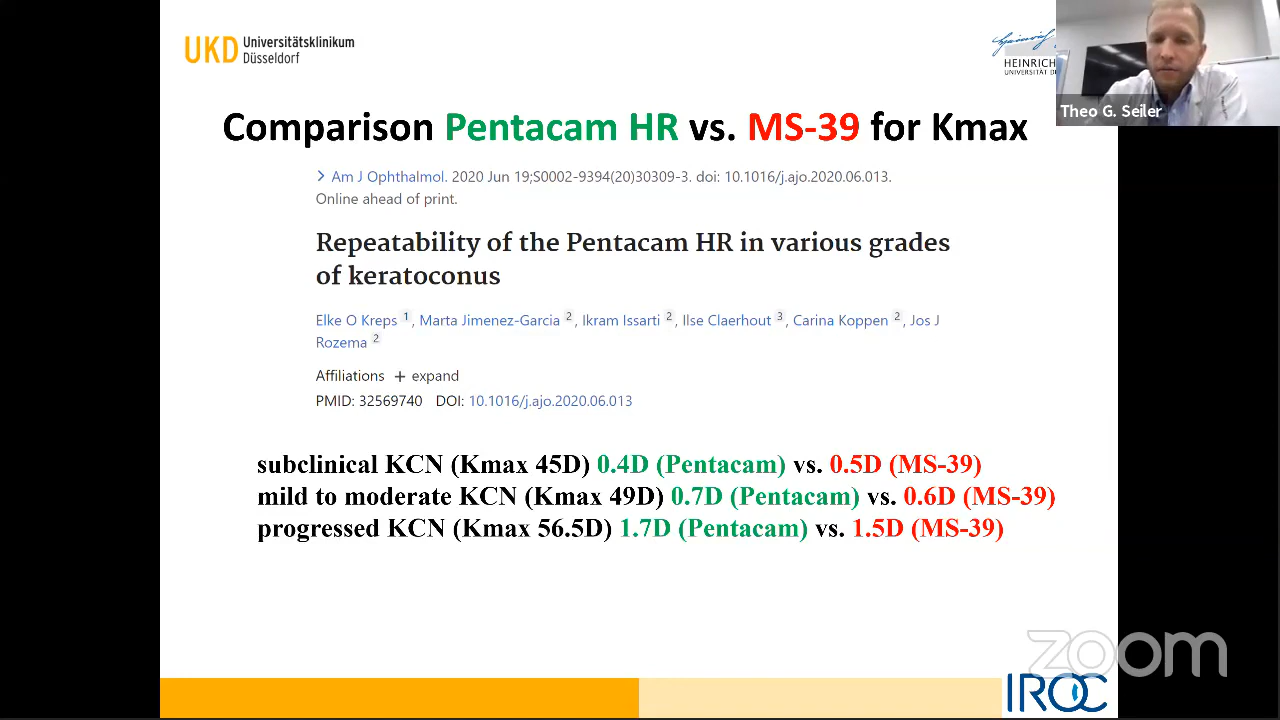 UKD Universitätsklinikum
Düsseldorf
HEINRICH
Theo G. Seiler
Comparison Pentacam HR vs. MS-39 for Kmax
> Am J Ophthalmol. 2020 Jun 19;S0002-9394(20)30309-3. doi: 10.1016/j.ajo.2020.06.013.
Online ahead of print.
Repeatability of the Pentacam HR in various grades
of keratoconus
Elke O Kreps 1, Marta Jimenez-Garcia 2, Ikram Issarti 2, Ilse Claerhout 3, Carina Koppen 2, Jos J
Rozema 2
Affiliations + expand
PMID: 32569740 DOI: 10.1016/j.ajo.2020.06.013
subclinical KCN (Kmax 45D) 0.4D (Pentacam) vs. 0.5D (MS-39)
mild to moderate KCN (Kmax 49D) 0.7D (Pentacam) vs. 0.6D (MS-39)
progressed KCN (Kmax 56.5D) 1.7D (Pentacam) vs. 1.5D (MS-39)
zoom
IROC